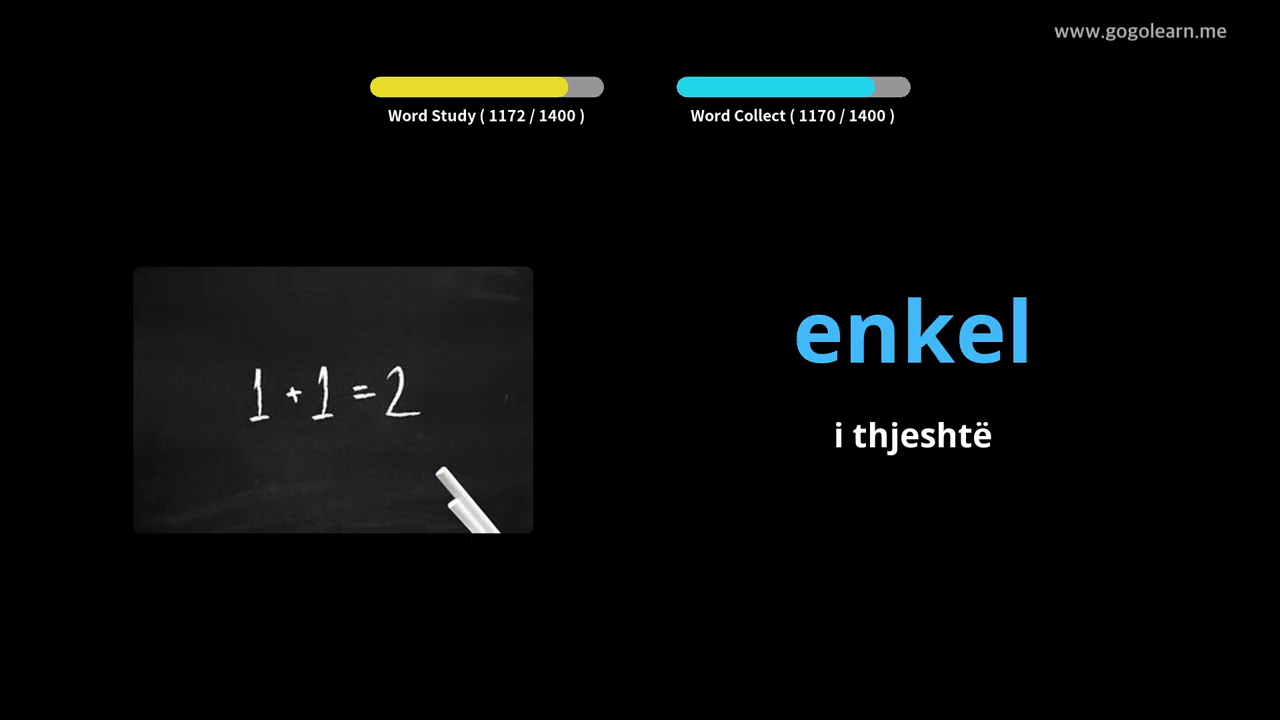 www.gogolearn.me
Word Study ( 1172 / 1400 )
Word Collect ( 1170 / 1400 )
1 + 1 = 2
enkel
i thjeshtë